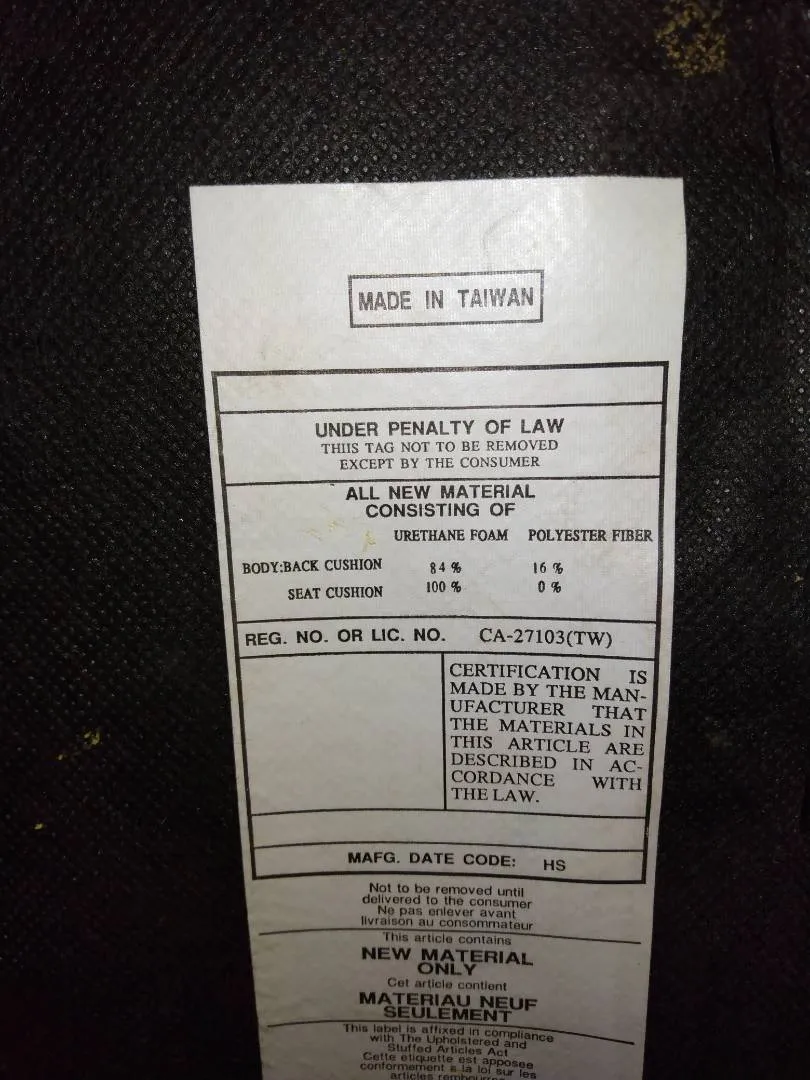 MADE IN TAIWAN
UNDER PENALTY OF LAW
THIIS TAG NOT TO BE REMOVED
EXCEPT BY THE CONSUMER
ALL NEW MATERIAL
CONSISTING OF
URETHANE FOAM POLYESTER FIBER
BODY:BACK CUSHION 84 % 16 %
SEAT CUSHION 100 % 0 %
REG. NO. OR LIC. NO. CA-27103(TW)
CERTIFICATION IS
MADE BY THE MAN-
UFACTURER THAT
THE MATERIALS IN
THIS ARTICLE ARE
DESCRIBED IN AC-
CORDANCE WITH
THE LAW.
MAFG. DATE CODE: HS
Not to be removed until
delivered to the consumer
Ne pas enlever avant
livraison au consommateur
This article contains
NEW MATERIAL
ONLY
Cet article contient
MATERIAU NEUF
SEULEMENT
This label is affixed in compliance
with The Upholstered and
Stuffed Articles Act
Cette etiquette est apposee
conformement a la loi sur les
articles